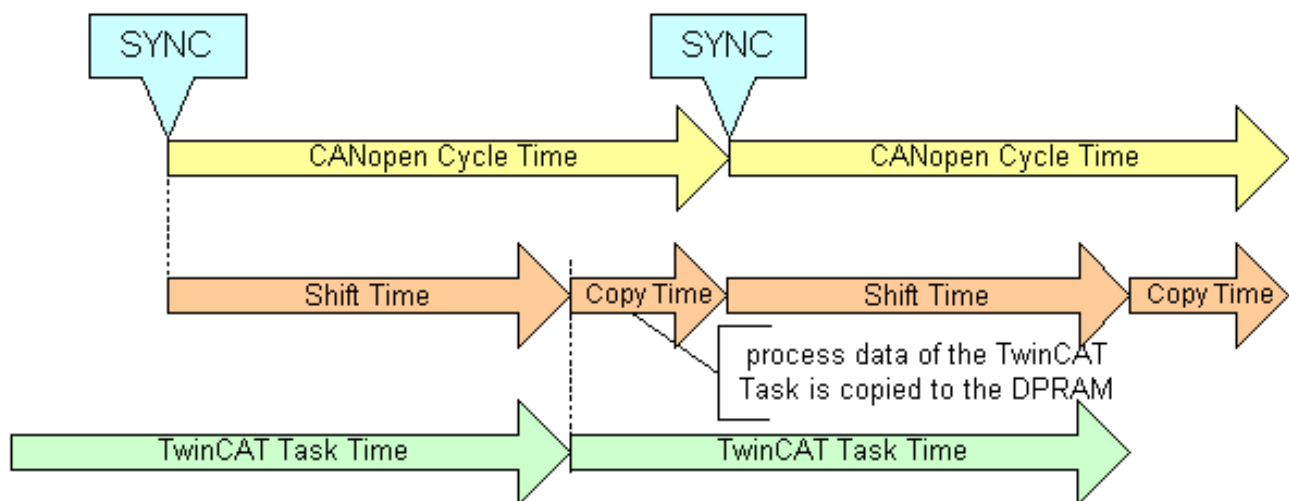 SYNC
SYNC
CANopen Cycle Time
CANopen Cycle Time
Shift Time
Copy Time
Shift Time
Copy Time
process data of the TwinCAT
Task is copied to the DPRAM
TwinCAT Task Time
TwinCAT Task Time